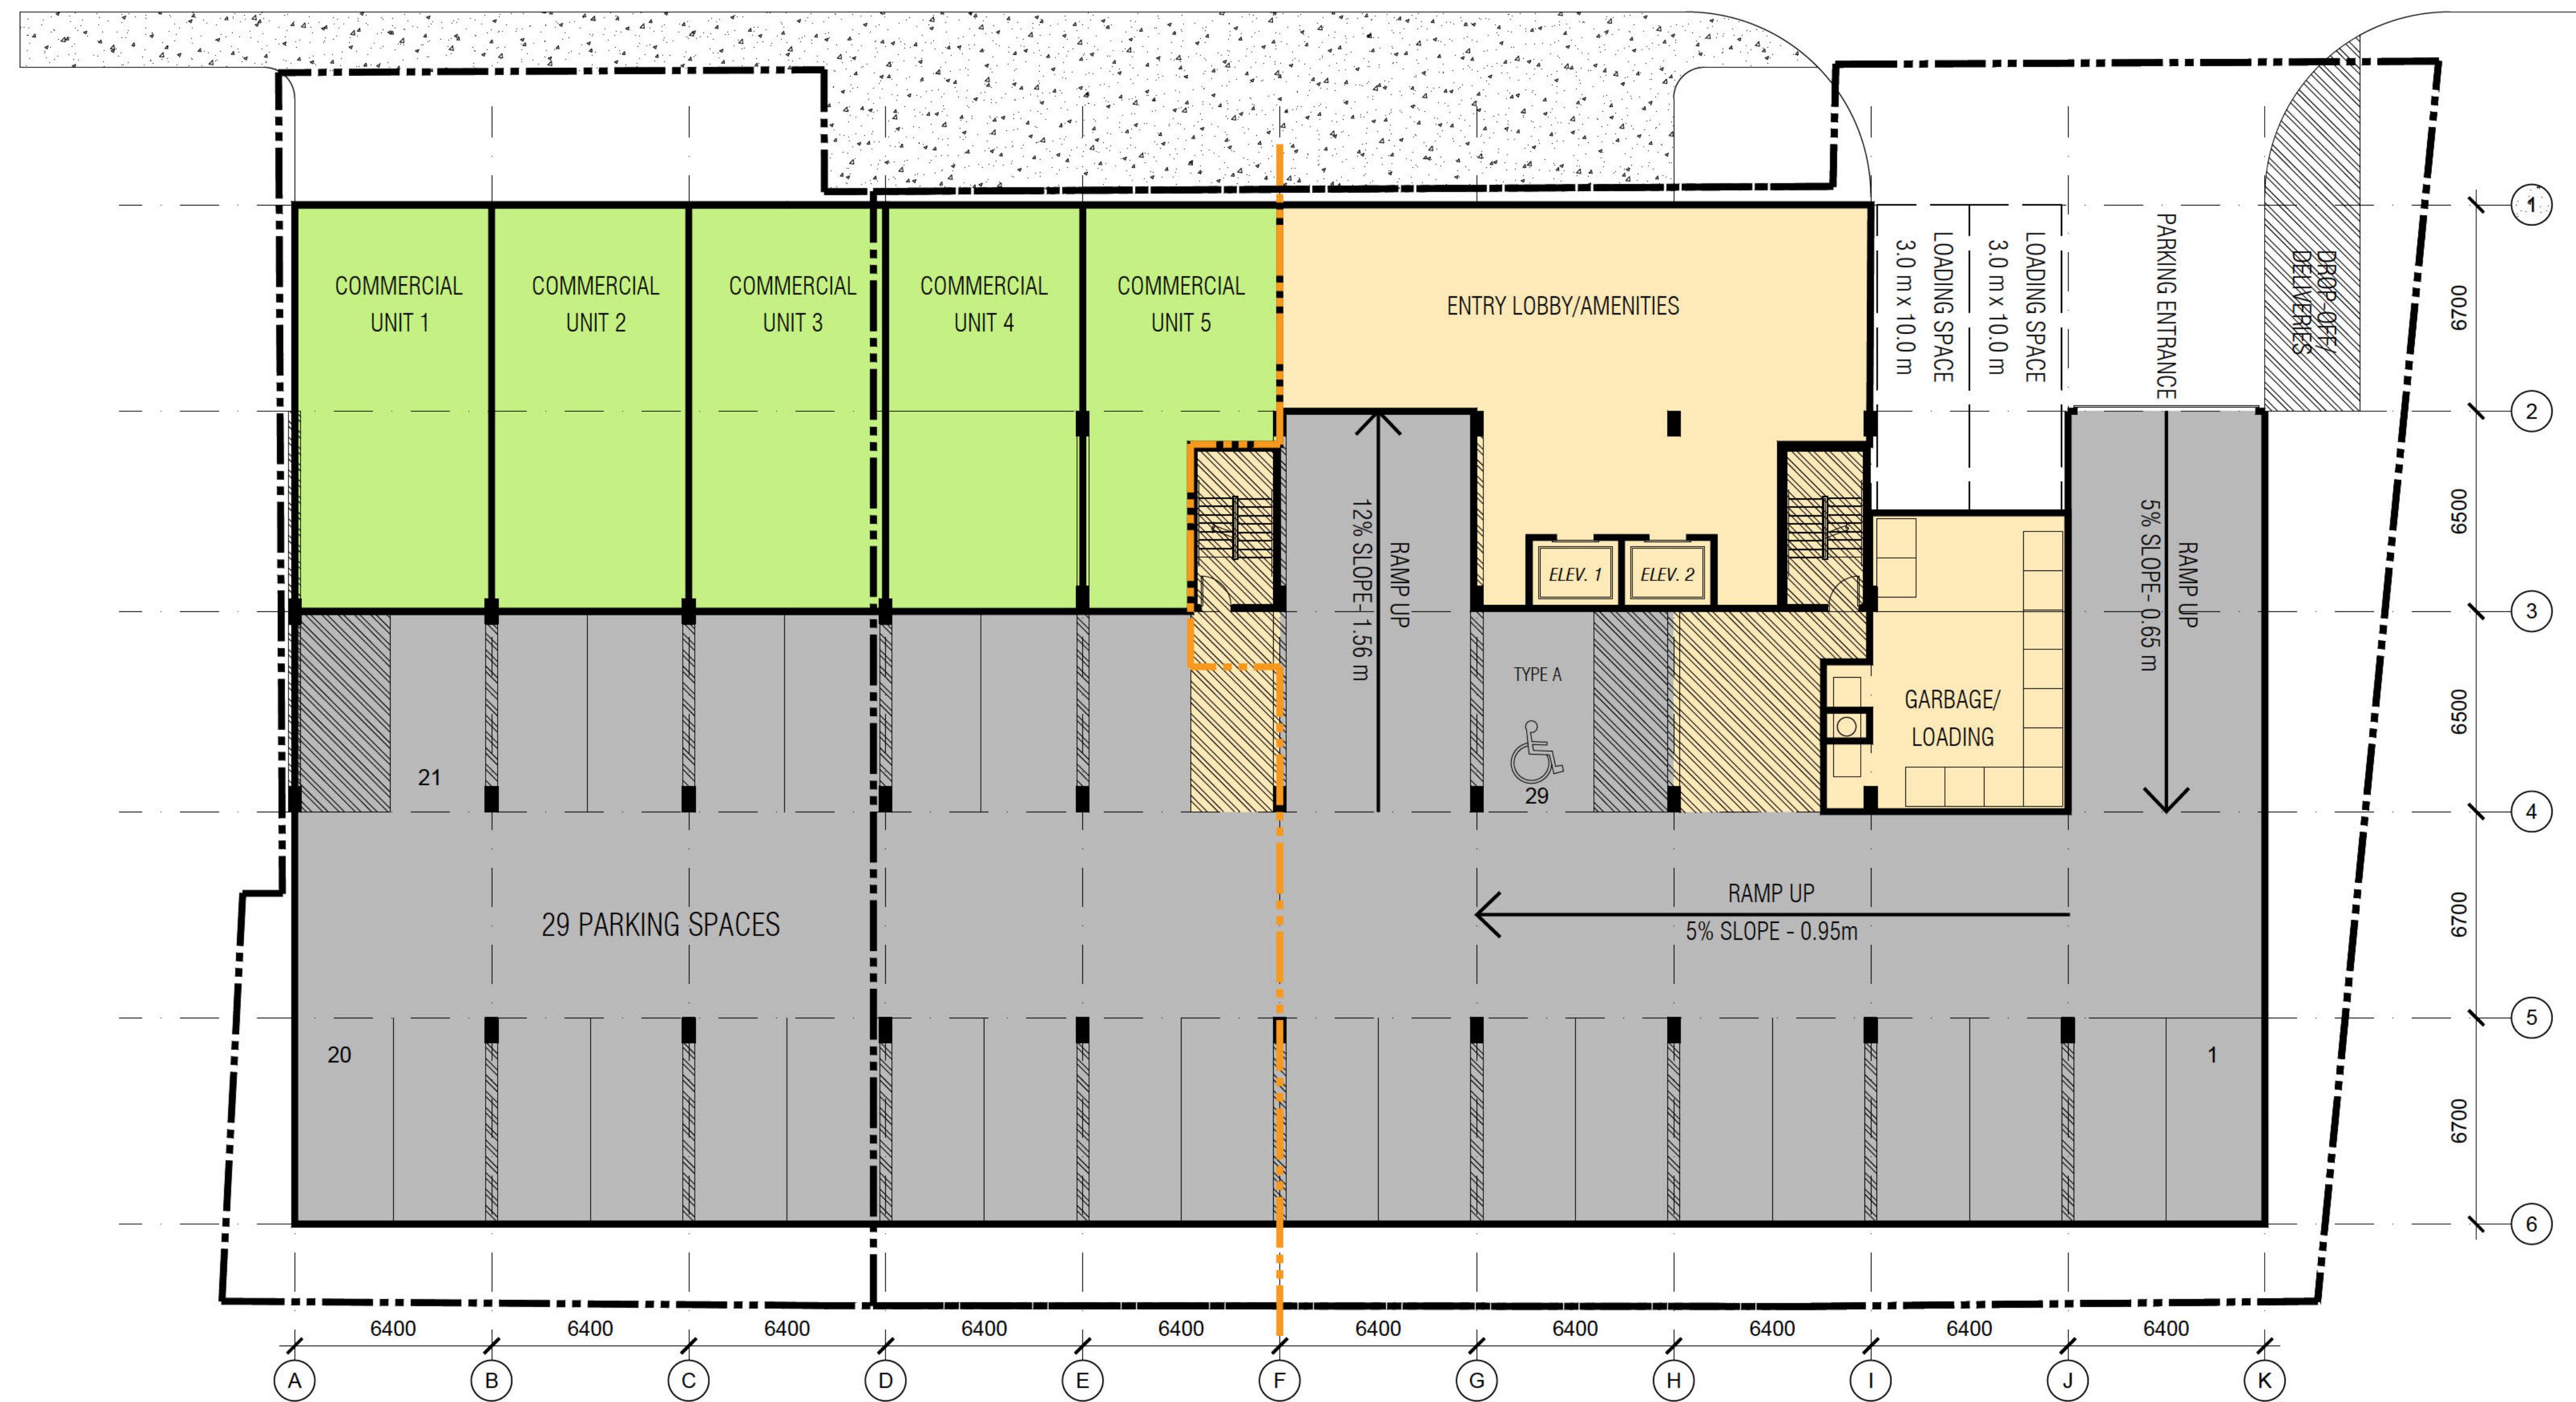 COMMERCIAL
UNIT 1
COMMERCIAL
UNIT 2
COMMERCIAL
UNIT 3
COMMERCIAL
UNIT 4
COMMERCIAL
UNIT 5
ENTRY LOBBY/AMENITIES
LOADING SPACE
3.0 m x 10.0 m
LOADING SPACE
3.0 m x 10.0 m
PARKING ENTRANCE
DROP-OFF/
DELIVERIES
1
6700
2
RAMP UP
12% SLOPE-1.56 m
ELEV. 1
ELEV. 2
RAMP UP
5% SLOPE- 0.65 m
6500
3
TYPE A
29
GARBAGE/
LOADING
6500
21
4
29 PARKING SPACES
RAMP UP
5% SLOPE - 0.95m
6700
5
20
1
6700
6
6400
6400
6400
6400
6400
6400
6400
6400
6400
6400
A
B
C
D
E
F
G
H
I
J
K